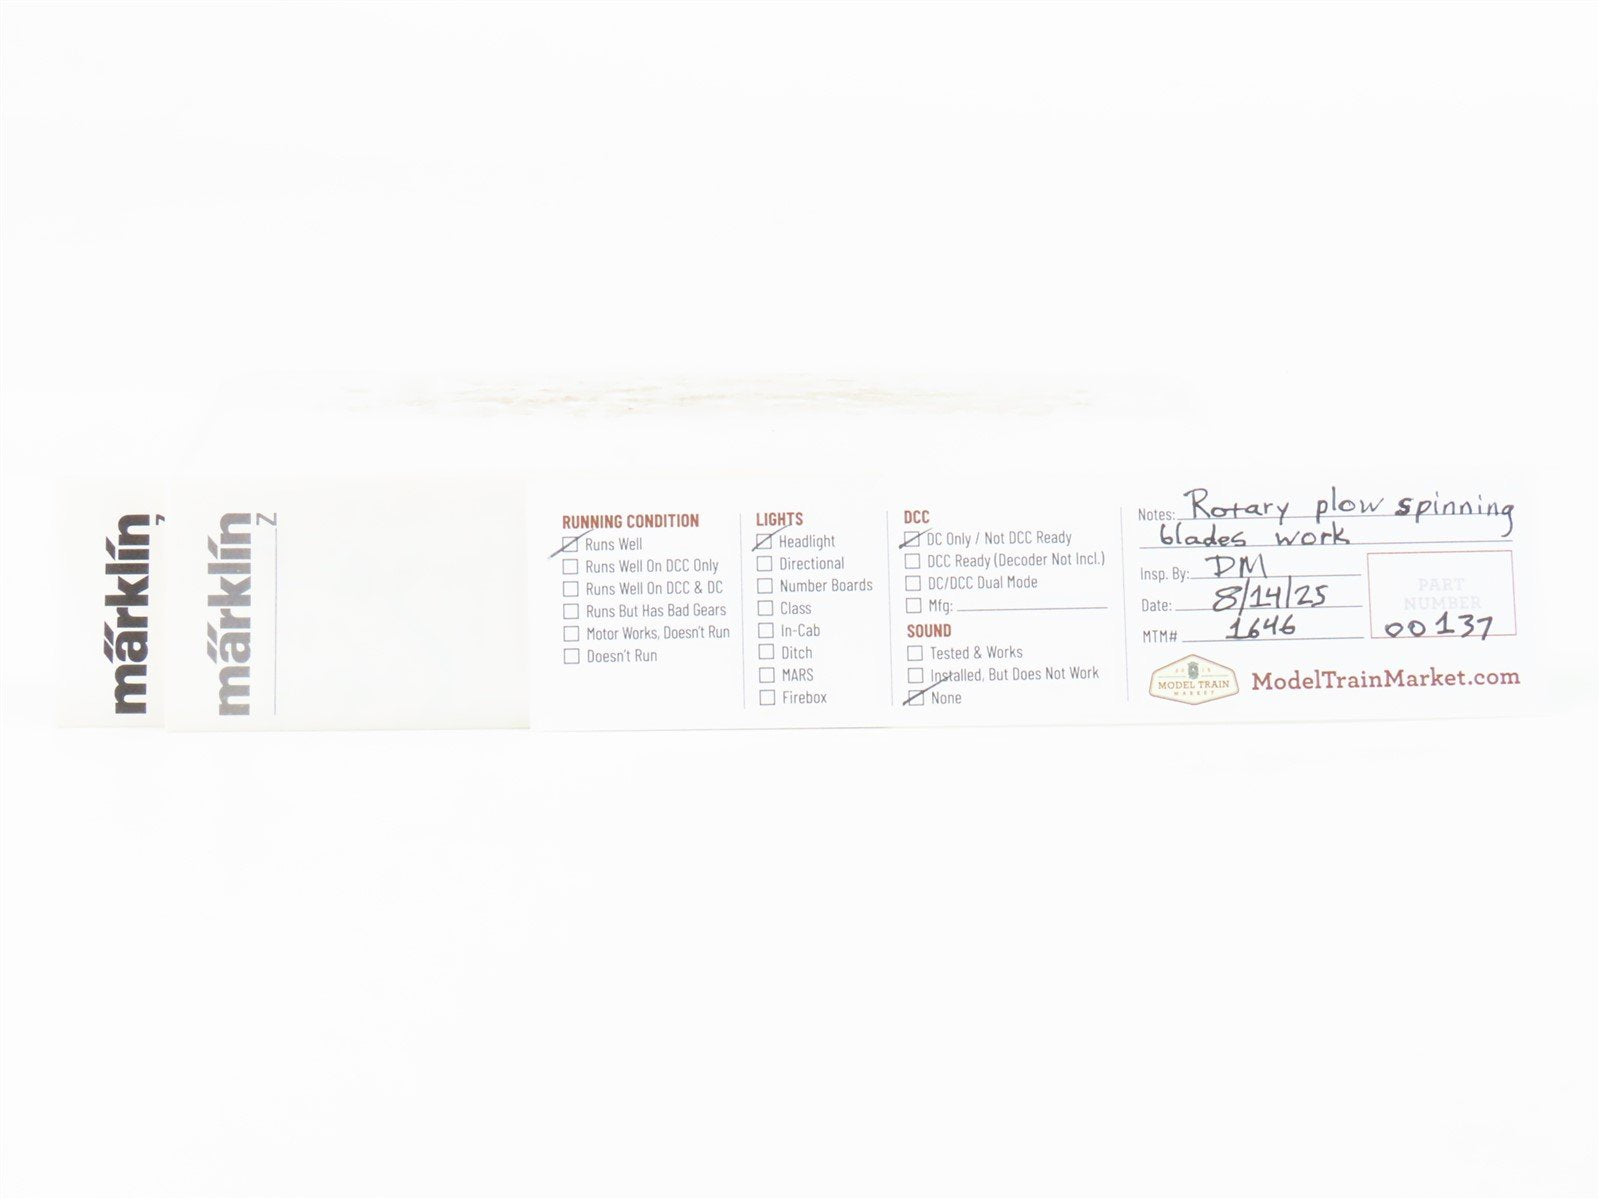 märklin
märklin
Z
RUNNING CONDITION
Runs Well
Runs Well On DCC Only
Runs Well On DCC & DC
Runs But Has Bad Gears
Motor Works, Doesn't Run
Doesn't Run
LIGHTS
Headlight
Directional
Number Boards
Class
In-Cab
Ditch
MARS
Firebox
DCC
DC Only / Not DCC Ready
DCC Ready (Decoder Not Incl.)
DC/DCC Dual Mode
Mfg:
SOUND
Tested & Works
Installed, But Does Not Work
None
Notes: Rotary plow spinning
blades work
Insp. By: DM
Date: 8/14/25
MTM# 1646
PART
NUMBER
00137
MODEL TRAIN
MARKET
ModelTrainMarket.com